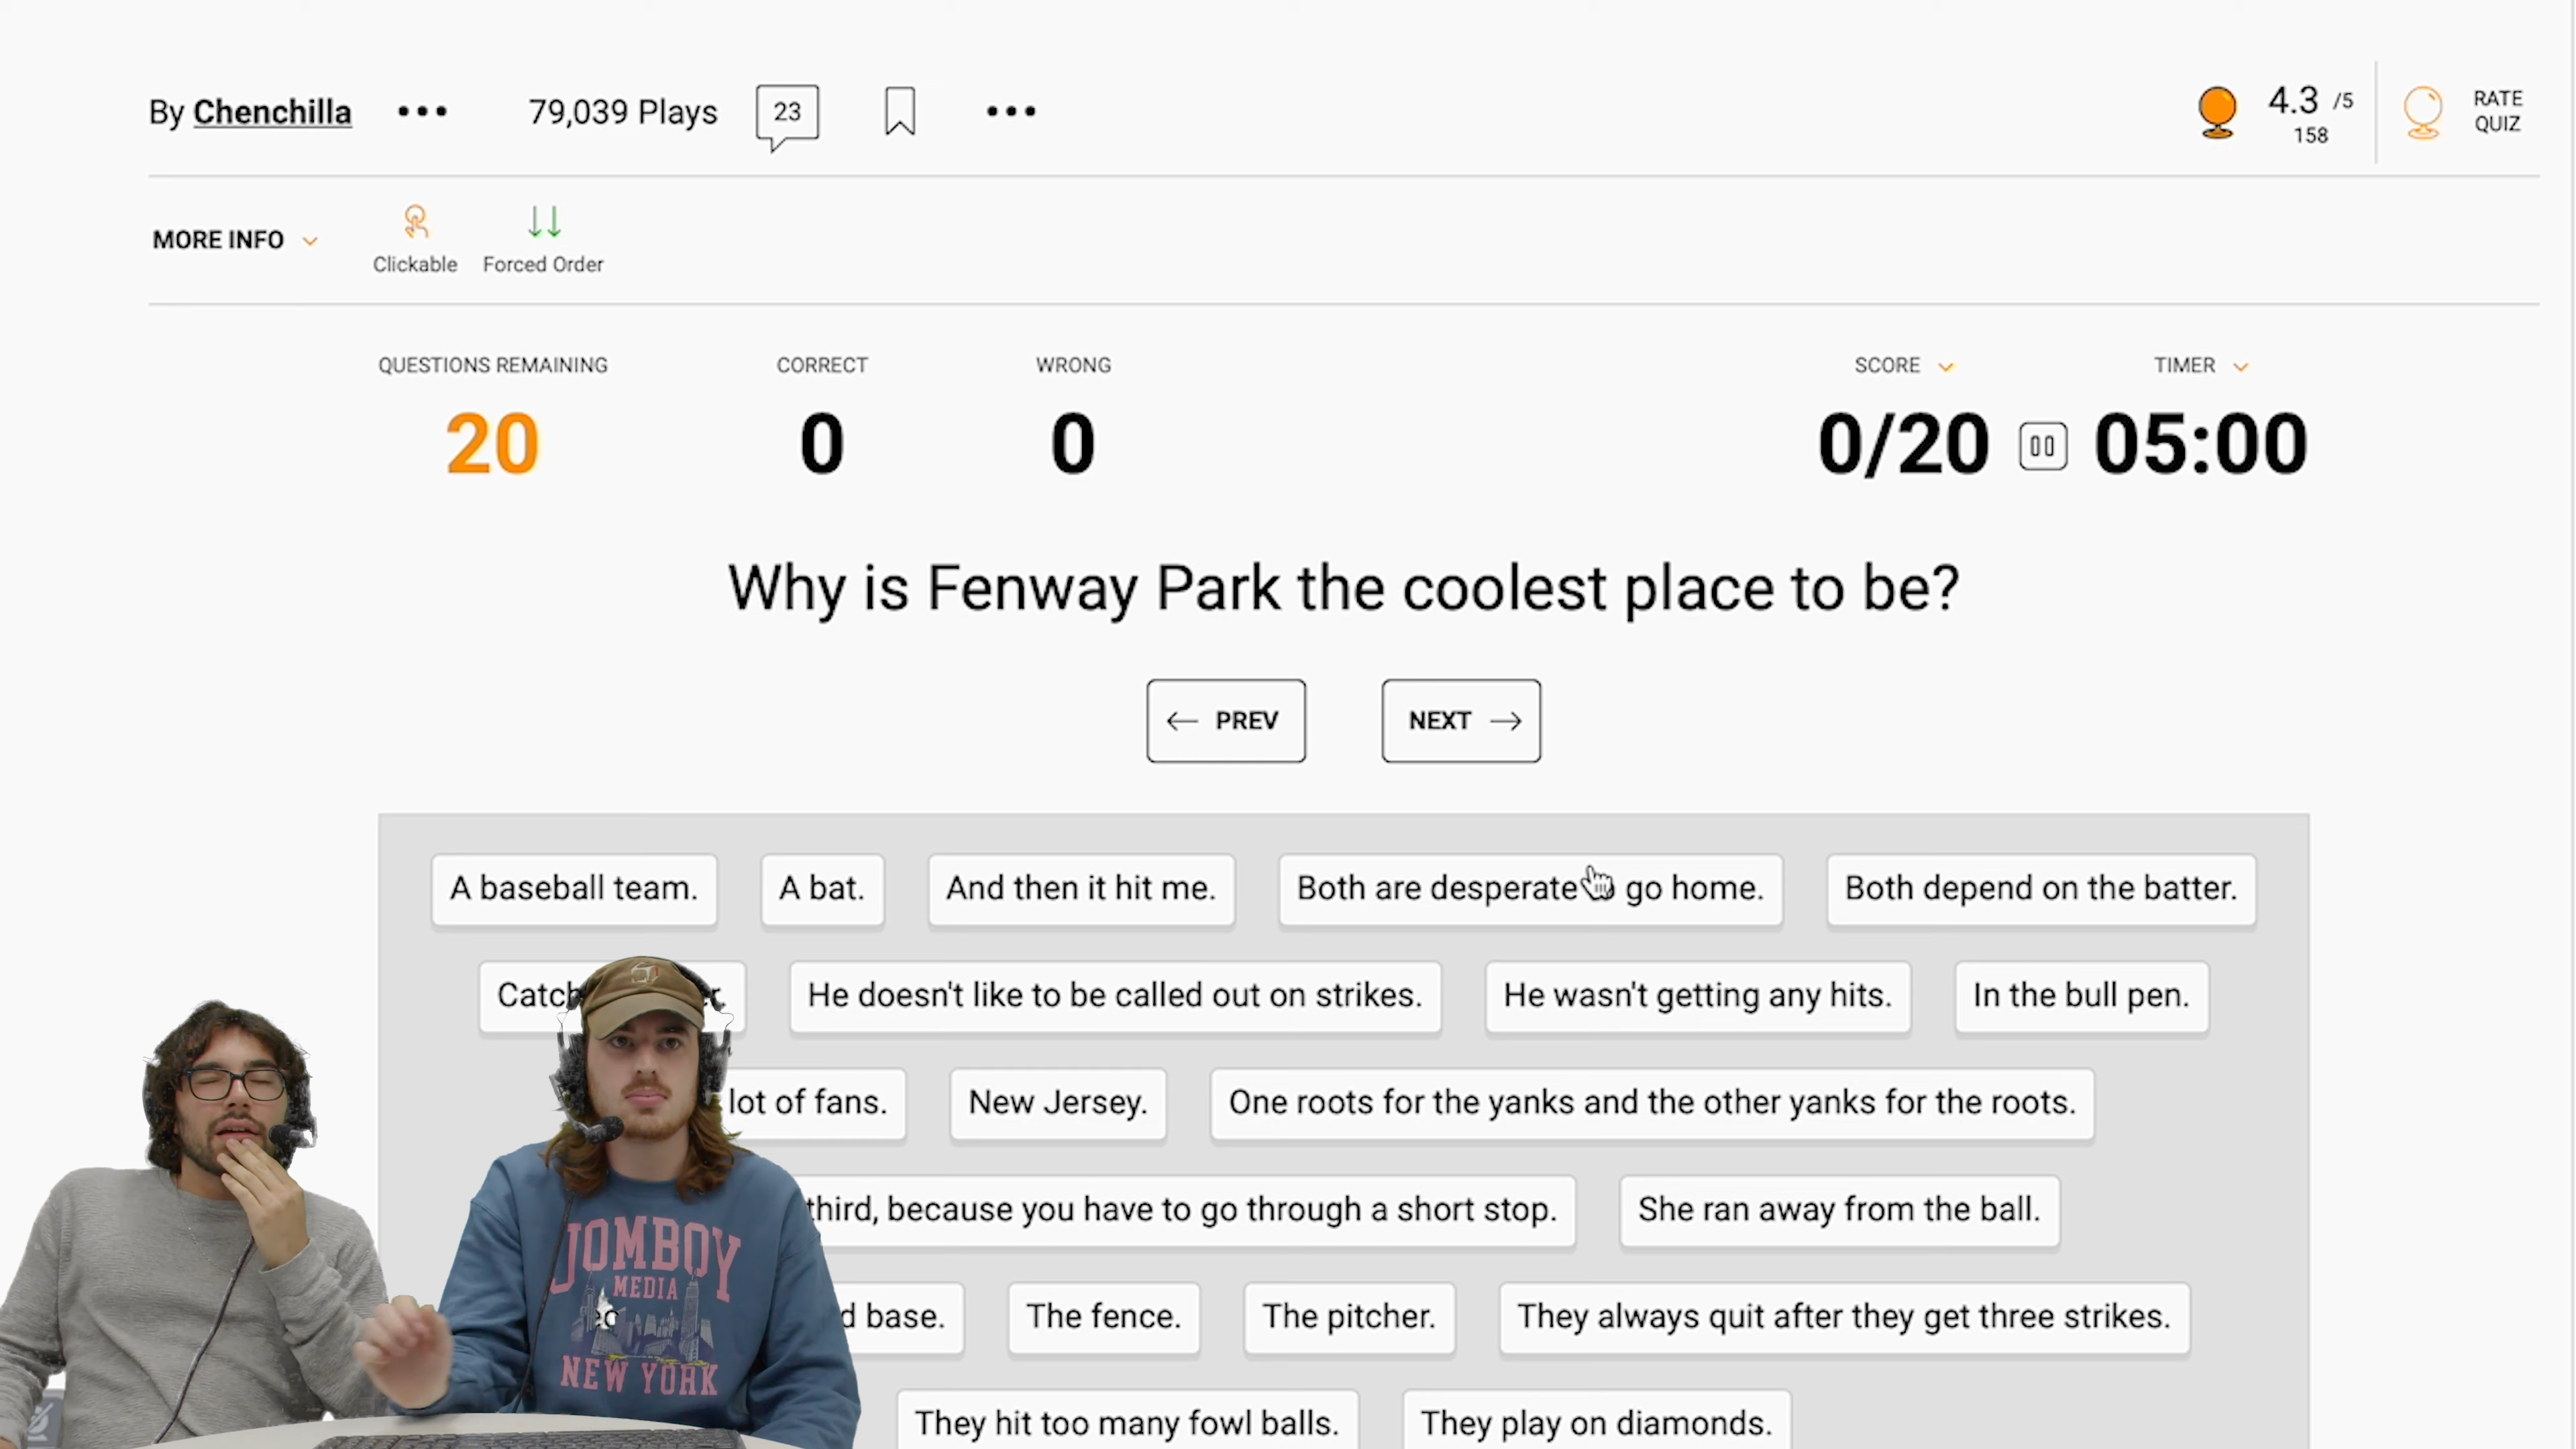 By Chenchilla
79,039 Plays
23
4.3 /5
158
RATE
QUIZ
MORE INFO
Clickable
Forced Order
QUESTIONS REMAINING
CORRECT
WRONG
SCORE
TIMER
20
0
0
0/20
05:00
Why is Fenway Park the coolest place to be?
PREV
NEXT
A baseball team.
A bat.
And then it hit me.
Both are desperate go home.
Both depend on the batter.
He doesn't like to be called out on strikes.
He wasn't getting any hits.
In the bull pen.
lot of fans.
New Jersey.
One roots for the yanks and the other yanks for the roots.
third, because you have to go through a short stop.
She ran away from the ball.
base.
The fence.
The pitcher.
They always quit after they get three strikes.
They hit too many fowl balls.
They play on diamonds.
JOMBOY
MEDIA
NEW YORK